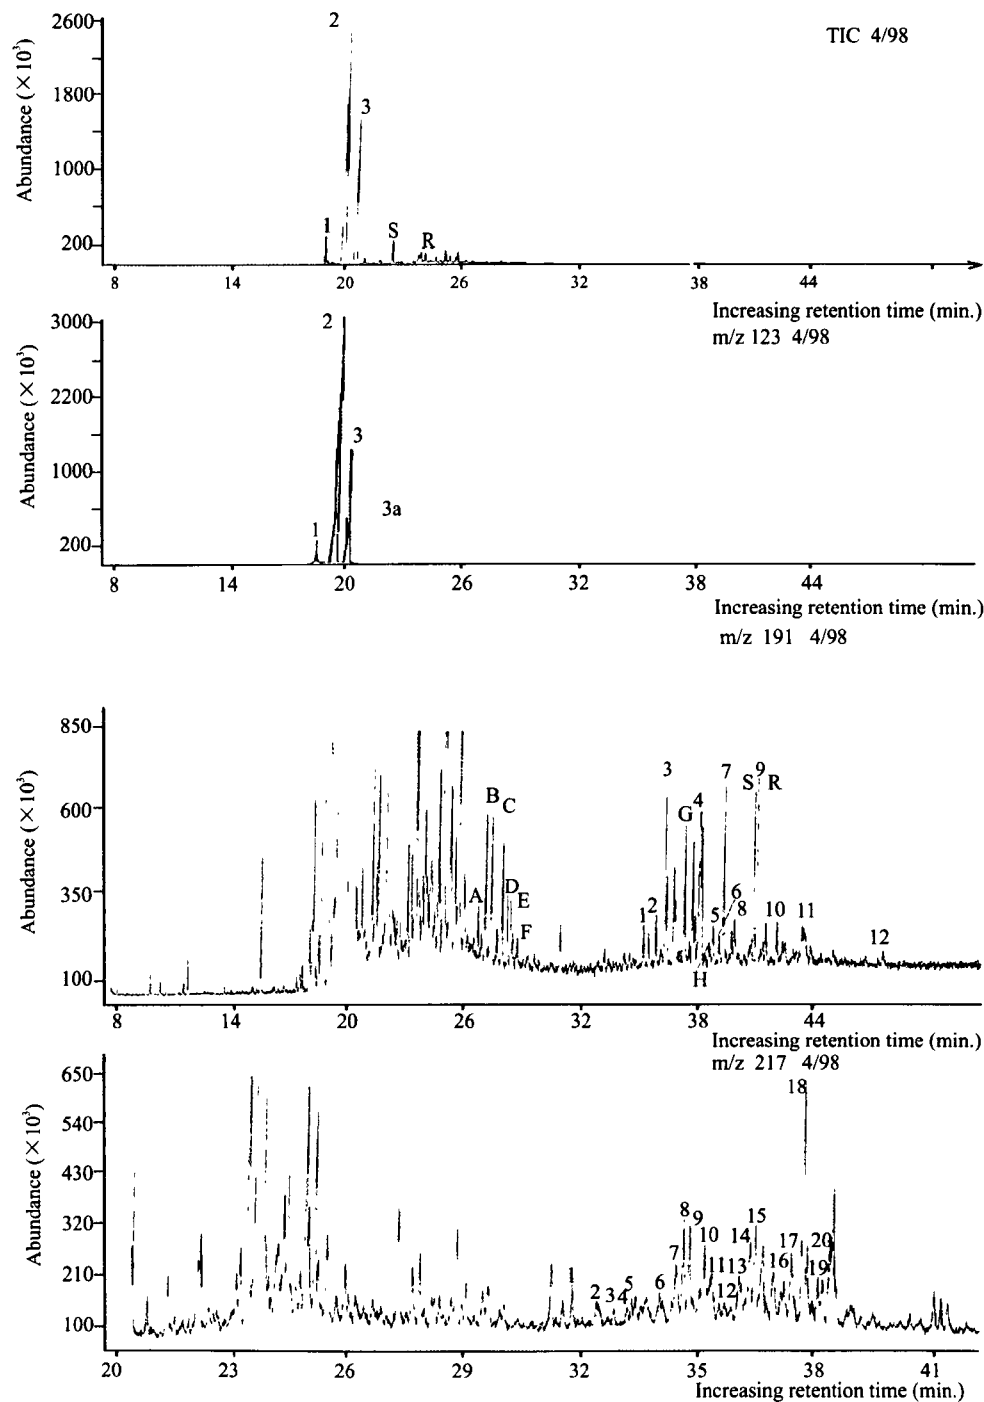 TIC 4/98
Abundance (×10³)
2600
1800
1000
200
2
3
1
S
R
8 14 20 26 32 38 44
Increasing retention time (min.)
m/z 123 4/98
Abundance (×10³)
3000
2200
1000
200
2
3
3a
1
8 14 20 26 32 38 44
Increasing retention time (min.)
m/z 191 4/98
Abundance (×10³)
850
600
350
100
3 7 9
S R
B C G 4
A D E F
1 2 5 6 8 10 11 12
H
8 14 20 26 32 38 44
Increasing retention time (min.)
m/z 217 4/98
Abundance (×10³)
650
540
430
320
210
100
18
8 9 10 14 15 17 20
7 11 13 16 19
2 3 4 5 6 12
20 23 26 29 32 35 38 41
Increasing retention time (min.)